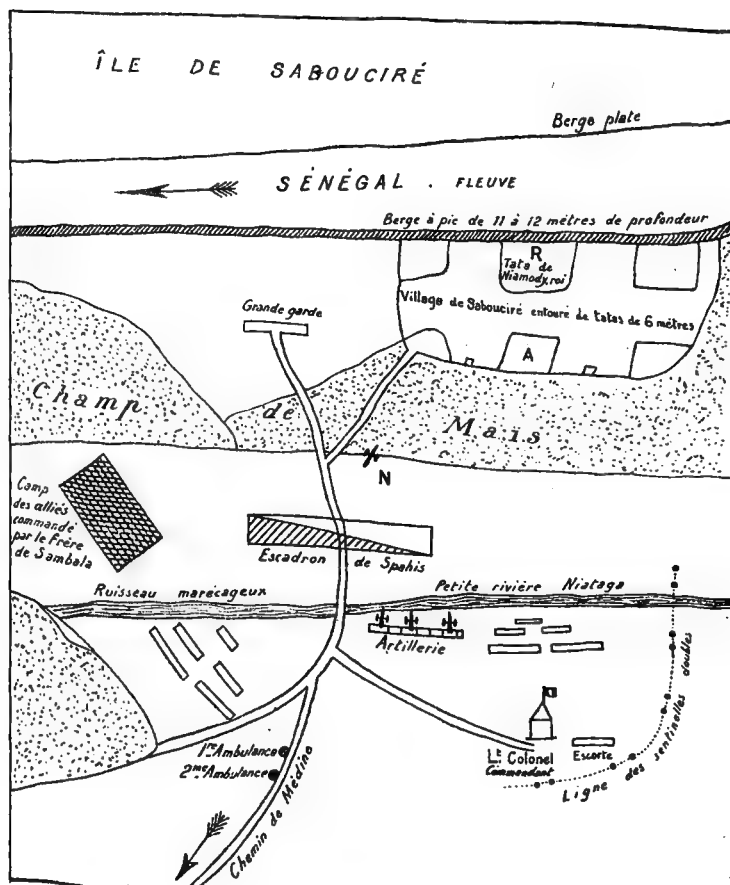 ÎLE DE SABOUCIRÉ
Berge plate
SÉNÉGAL . FLEUVE
Berge à pic de 11 à 12 mètres de profondeur
R
Tata de
Niamody, roi
Village de Sabouciré entouré de tatas de 6 mètres
Grande garde
A
Champ de Mais
N
Camp
des alliés
commandé
par le Frère
de Sambala
Escadron de Spahis
Ruisseau marécageux
Petite rivière Niataga
Artillerie
Ligne des sentinelles doubles
1re Ambulance
2me Ambulance
Lt Colonel
Commandant
Escorte
Chemin de Médine